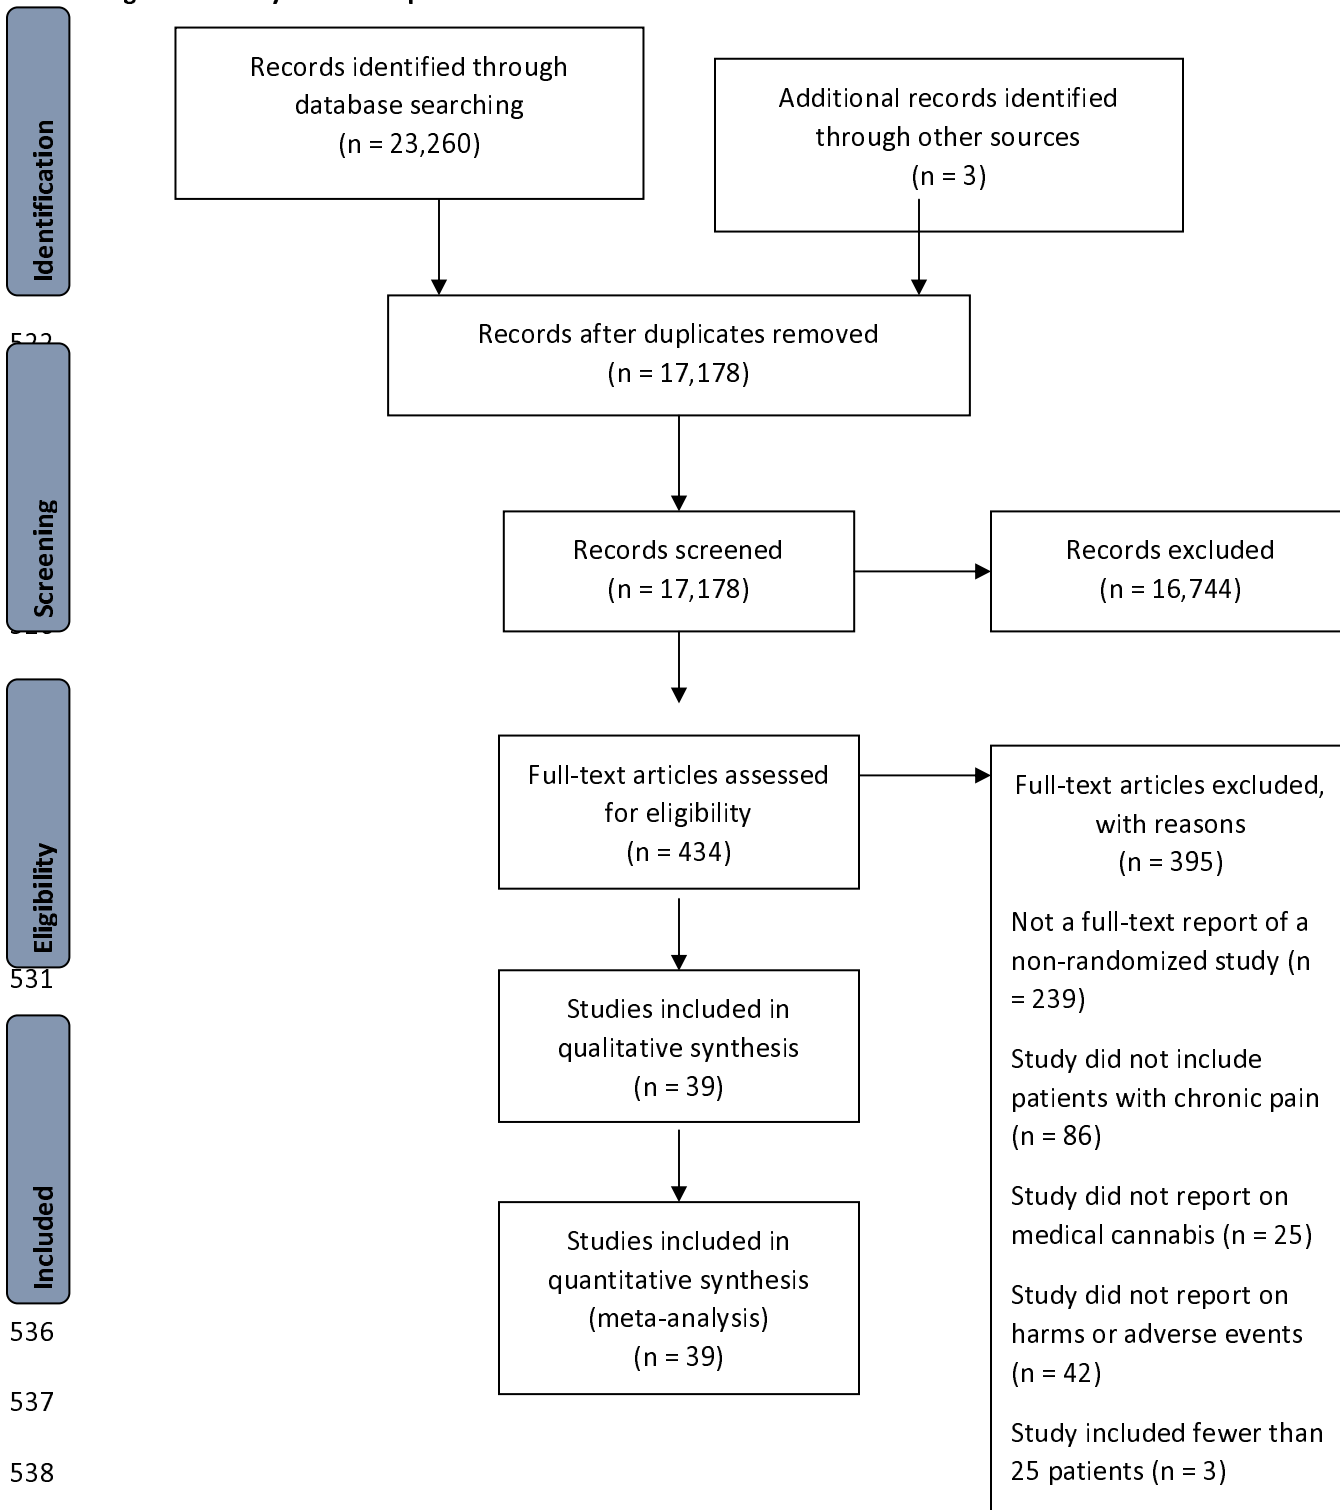 Identification
Records identified through
database searching
(n = 23,260)
Additional records identified
through other sources
(n = 3)
Records after duplicates removed
(n = 17,178)
Screening
Records screened
(n = 17,178)
Records excluded
(n = 16,744)
Eligibility
Full-text articles assessed
for eligibility
(n = 434)
Full-text articles excluded,
with reasons
(n = 395)
Not a full-text report of a
non-randomized study (n
= 239)
Study did not include
patients with chronic pain
(n = 86)
Study did not report on
medical cannabis (n = 25)
Study did not report on
harms or adverse events
(n = 42)
Study included fewer than
25 patients (n = 3)
531
Studies included in
qualitative synthesis
(n = 39)
Included
Studies included in
quantitative synthesis
(meta-analysis)
(n = 39)
536
537
538